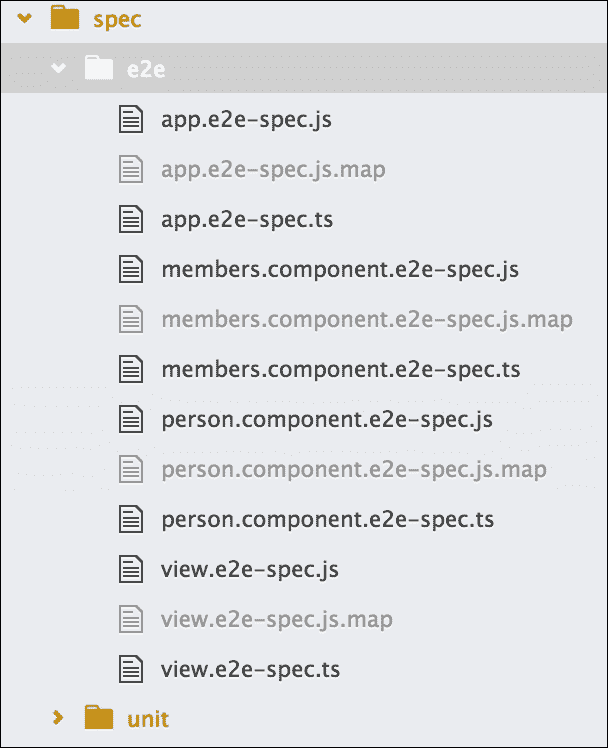 spec
e2e
app.e2e-spec.js
app.e2e-spec.js.map
app.e2e-spec.ts
members.component.e2e-spec.js
members.component.e2e-spec.js.map
members.component.e2e-spec.ts
person.component.e2e-spec.js
person.component.e2e-spec.js.map
person.component.e2e-spec.ts
view.e2e-spec.js
view.e2e-spec.js.map
view.e2e-spec.ts
unit